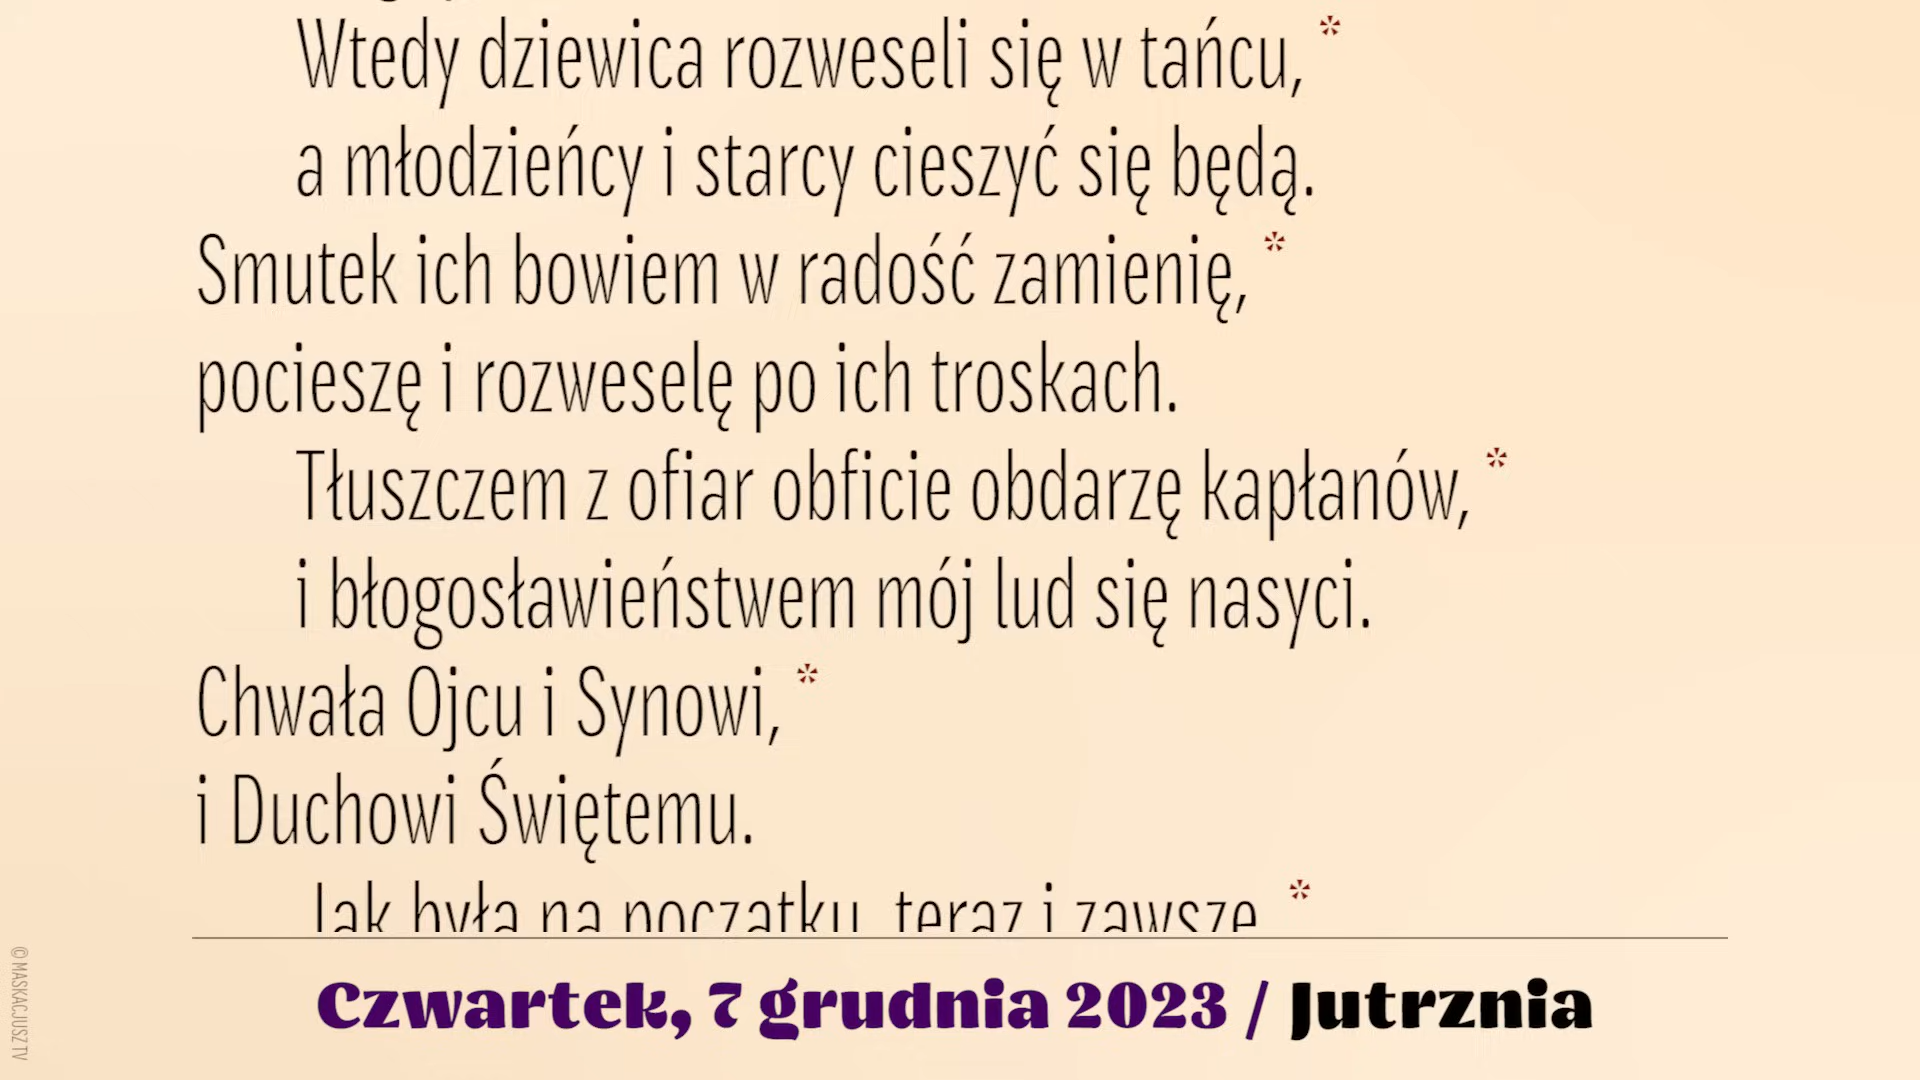 Wtedy dziewica rozweseli się w tańcu, *
a młodzieńcy i starcy cieszyć się będą.
Smutek ich bowiem w radość zamienię, *
pocieszę i rozweselę po ich troskach.
Tłuszczem z ofiar obficie obdarzę kapłanów, *
i błogosławieństwem mój lud się nasyci.
Chwała Ojcu i Synowi, *
i Duchowi Świętemu.
Jak była na początku, teraz i zawsze, *
Czwartek, 7 grudnia 2023 / Jutrznia
© MASKACJUSZ TV